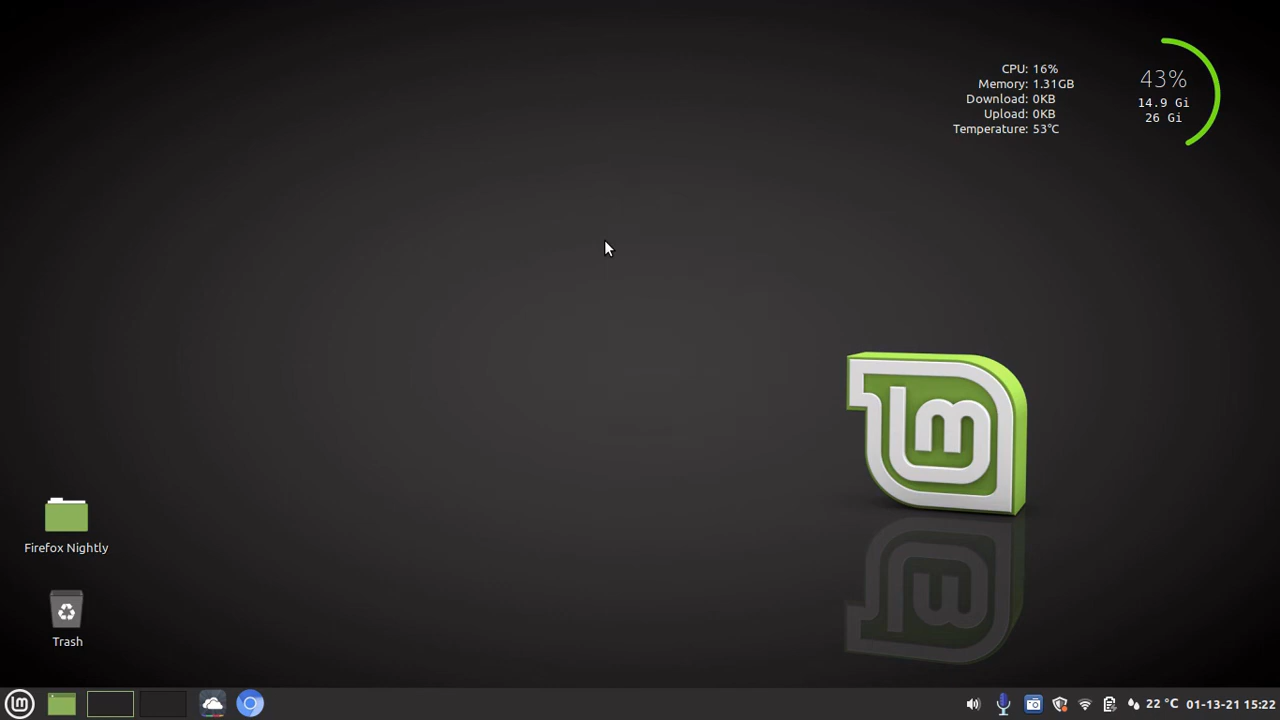 CPU: 16%
Memory: 1.31GB
Download: 0KB
Upload: 0KB
Temperature: 53°C
43%
14.9 Gi
26 Gi
lm
Firefox Nightly
Trash
22 °C
01-13-21 15:22